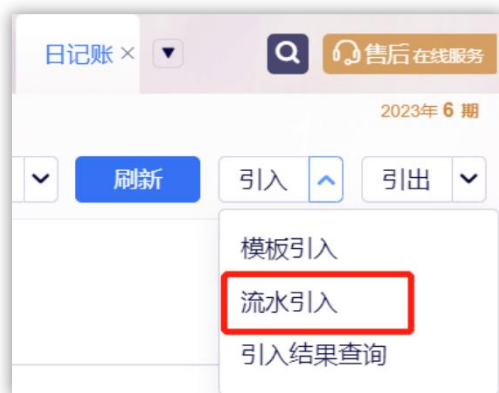 日记账 × 售后在线服务
2023年 6 期
刷新 引入 引出
模板引入
流水引入
引入结果查询